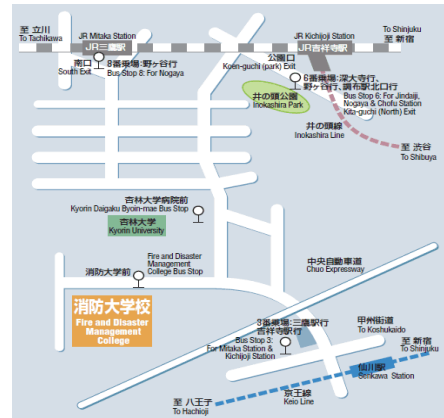 至 立川
To Tachikawa
JR Mitaka Station
JR三鷹駅
JR Kichijoji Station
JR吉祥寺駅
To Shinjuku
至 新宿
南口
South Exit
8番乗場:野ヶ谷行
Bus Stop 8: For Nogaya
公園口
Koen-guchi (park) Exit
6番乗場:深大寺行、
野ヶ谷行、調布駅北口行
Bus Stop 6: For Jindaiji,
Nogaya & Chofu Station
Kita-guchi (North) Exit
井の頭公園
Inokashira Park
井の頭線
Inokashira Line
至 渋谷
To Shibuya
杏林大学病院前
Kyorin Daigaku Byoin-mae Bus Stop
杏林大学
Kyorin University
消防大学前
Fire and Disaster
Management
College Bus Stop
消防大学校
Fire and Disaster
Management
College
中央自動車道
Chuo Expressway
3番乗場:三鷹駅行
吉祥寺駅行
Bus Stop 3:
For Mitaka Station &
Kichijoji Station
甲州街道
To Koshukaido
至 新宿
To Shinjuku
仙川駅
Senkawa Station
京王線
Keio Line
至 八王子
To Hachioji